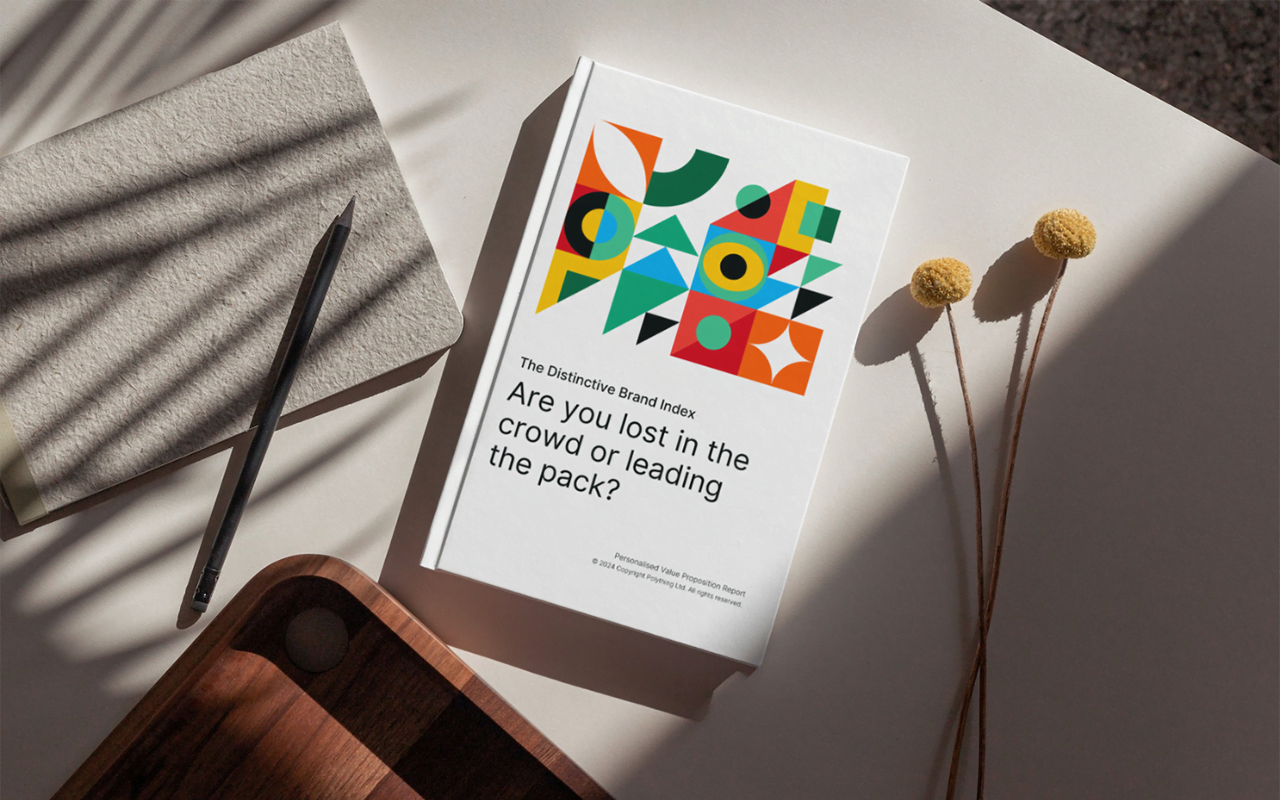 The Distinctive Brand Index
Are you lost in the
crowd or leading
the pack?
Personalised Value Proposition Report
© 2024 Copyright Polything Ltd. All rights reserved.